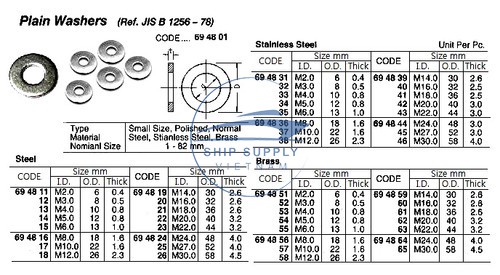 Plain Washers (Ref. JIS B 1256 – 78)
CODE.... 69 48 01
Type Small Size, Polished, Normal
Material Steel, Stianless Steel, Brass
Nomianl Size 1 - 82 mm
Stainless Steel Unit Per Pc.
CODE Size mm CODE Size mm
I.D. O.D. Thick I.D. O.D. Thick
69 48 31 M2.0 6 0.4 69 48 39 M14.0 30 2.6
32 M3.0 8 0.5 40 M16.0 32 2.5
33 M4.0 10 0.8 41 M18.0 36 2.5
34 M5.0 12 0.8 42 M20.0 40 3.0
35 M6.0 13 1.0 43 M22.0 44 3.0
69 48 36 M8.0 18 1.6 69 48 44 M24.0 48 3.0
37 M10.0 22 1.6 45 M27.0 52 3.0
38 M12.0 26 2.3 46 M30.0 58 4.0
SHIP SUPPLY
VIETNAM
Steel
CODE Size mm CODE Size mm
I.D. O.D. Thick I.D. O.D. Thick
69 48 11 M2.0 6 0.4 69 48 19 M14.0 30 2.6
12 M3.0 8 0.5 20 M16.0 32 2.6
13 M4.0 10 0.8 21 M18.0 36 2.6
14 M5.0 12 0.8 22 M20.0 40 3.2
15 M6.0 13 1.0 23 M22.0 44 3.2
69 48 16 M8.0 18 1.6 69 48 24 M24.0 48 4.0
17 M10.0 22 1.6 25 M27.0 52 4.0
18 M12.0 26 2.3 26 M30.0 58 4.5
Brass
CODE Size mm CODE Size mm
I.D. O.D. Thick I.D. O.D. Thick
69 48 51 M2.0 6 0.4 69 48 59 M14.0 30 2.6
52 M3.0 8 0.5 60 M16.0 32 2.6
53 M4.0 10 0.8 61 M18.0 36 2.6
54 M5.0 12 0.8 62 M20.0 40 3.2
55 M6.0 13 1.0 63 M22.0 44 3.2
69 48 56 M8.0 18 1.6 69 48 64 M24.0 48 4.0
57 M10.0 22 1.6 65 M30.0 58 4.5
58 M12.0 26 2.3